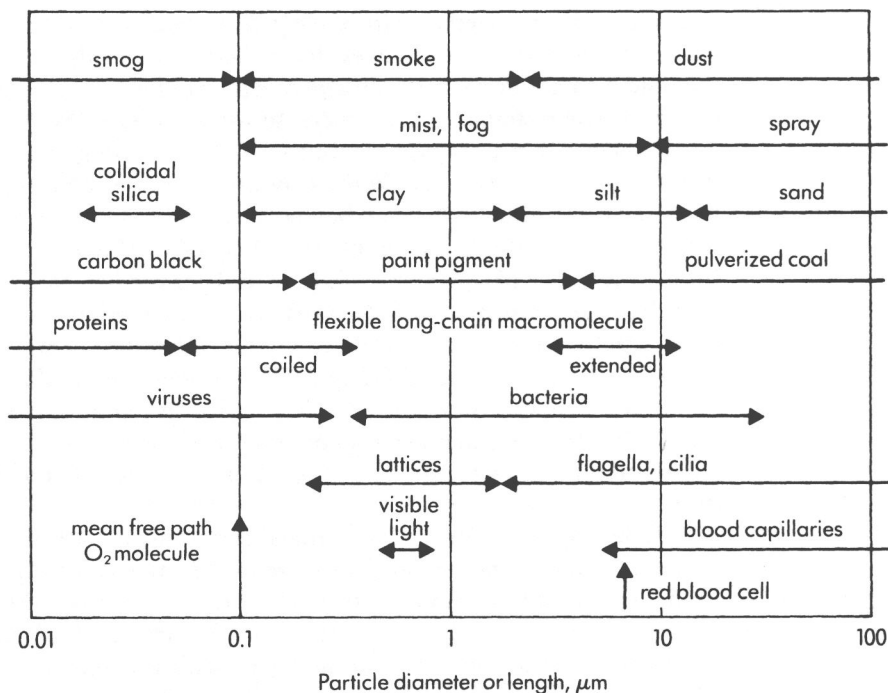 smog smoke dust
mist, fog spray
colloidal
silica clay silt sand
carbon black paint pigment pulverized coal
proteins flexible long-chain macromolecule
coiled extended
viruses bacteria
lattices flagella, cilia
visible
light
mean free path blood capillaries
O₂ molecule
red blood cell
0.01 0.1 1 10 100
Particle diameter or length, μm